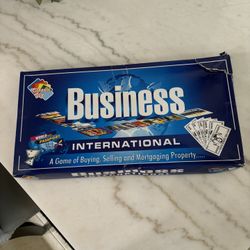 Business
INTERNATIONAL
A Game of Buying, Selling and Mortgaging Property.....